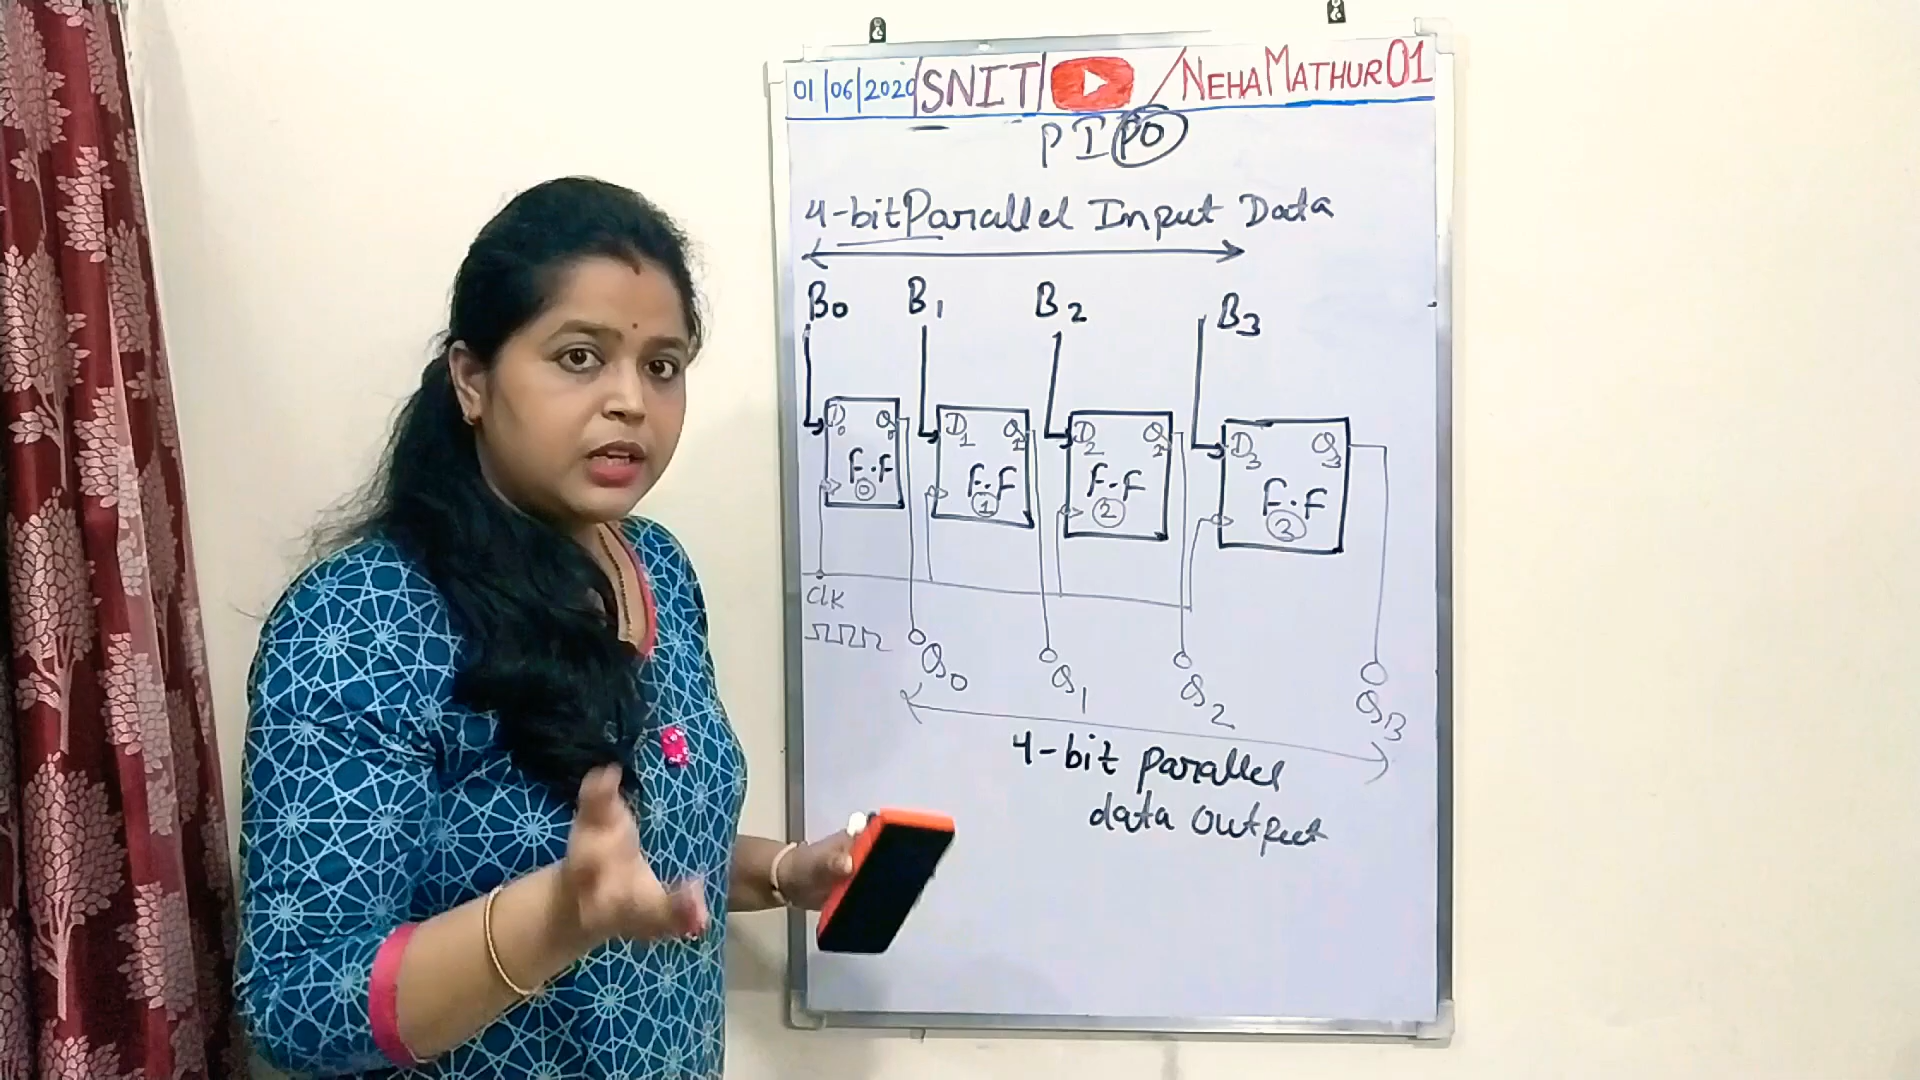 01/06/2020 SNIT /NEHAMATHUR01
PIPO
4-bit Parallel Input Data
B0 B1 B2 B3
D0 Q0 D1 Q1 D2 Q2 D3 Q3
F.F F.F F.F F.F
0 1 2 3
CLK
Q0 Q1 Q2 Q3
4-bit parallel
data output